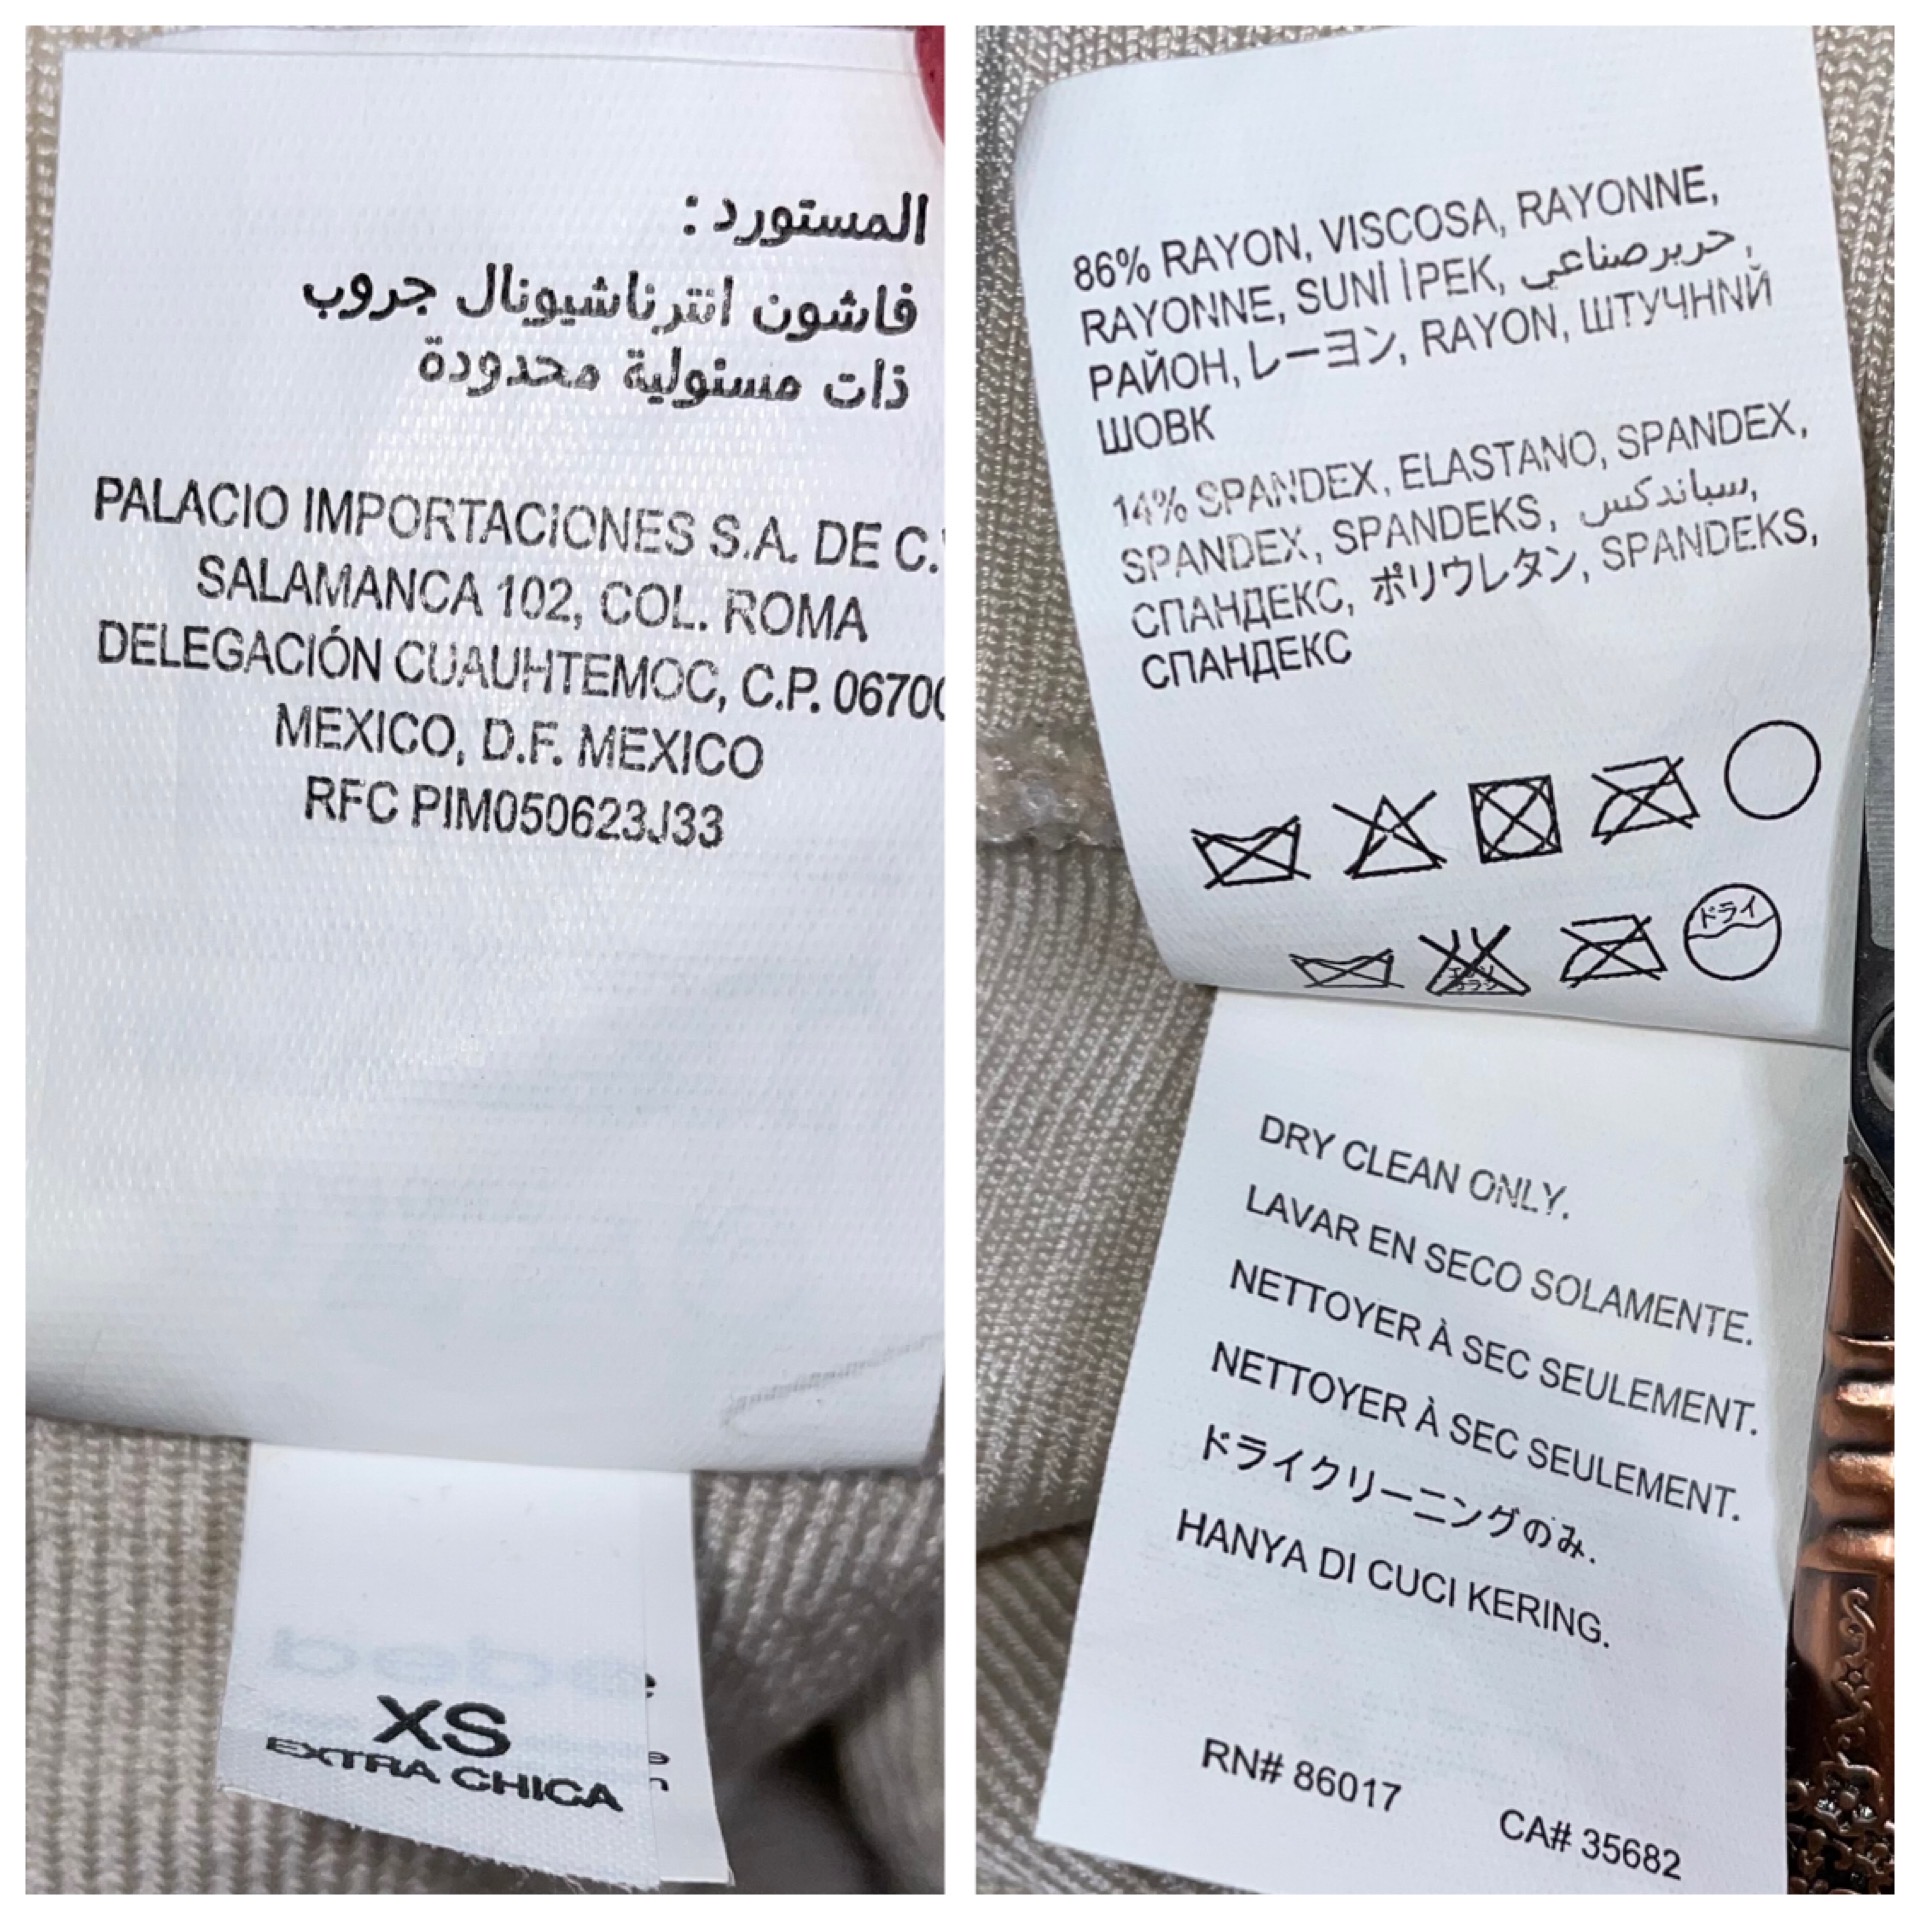 المستورد :
فاشون انترناشيونال جروب
ذات مسئولية محدودة
PALACIO IMPORTACIONES S.A. DE C.
SALAMANCA 102, COL. ROMA
DELEGACIÓN CUAUHTEMOC, C.P. 06700
MEXICO, D.F. MEXICO
RFC PIM050623J33
XS
EXTRA CHICA
86% RAYON, VISCOSA, RAYONNE,
RAYONNE, SUNİ İPEK, حريرصناعي,
РАЙОН, レーヨン, RAYON, ШТУЧНNЙ
ШОВК
14% SPANDEX, ELASTANO, SPANDEX,
SPANDEX, SPANDEKS, سباندكس,
СПАНДЕКС, ポリウレタン, SPANDEKS,
СПАНДЕКС
ドライ
DRY CLEAN ONLY.
LAVAR EN SECO SOLAMENTE.
NETTOYER À SEC SEULEMENT.
NETTOYER À SEC SEULEMENT.
ドライクリーニングのみ.
HANYA DI CUCI KERING.
RN# 86017 CA# 35682